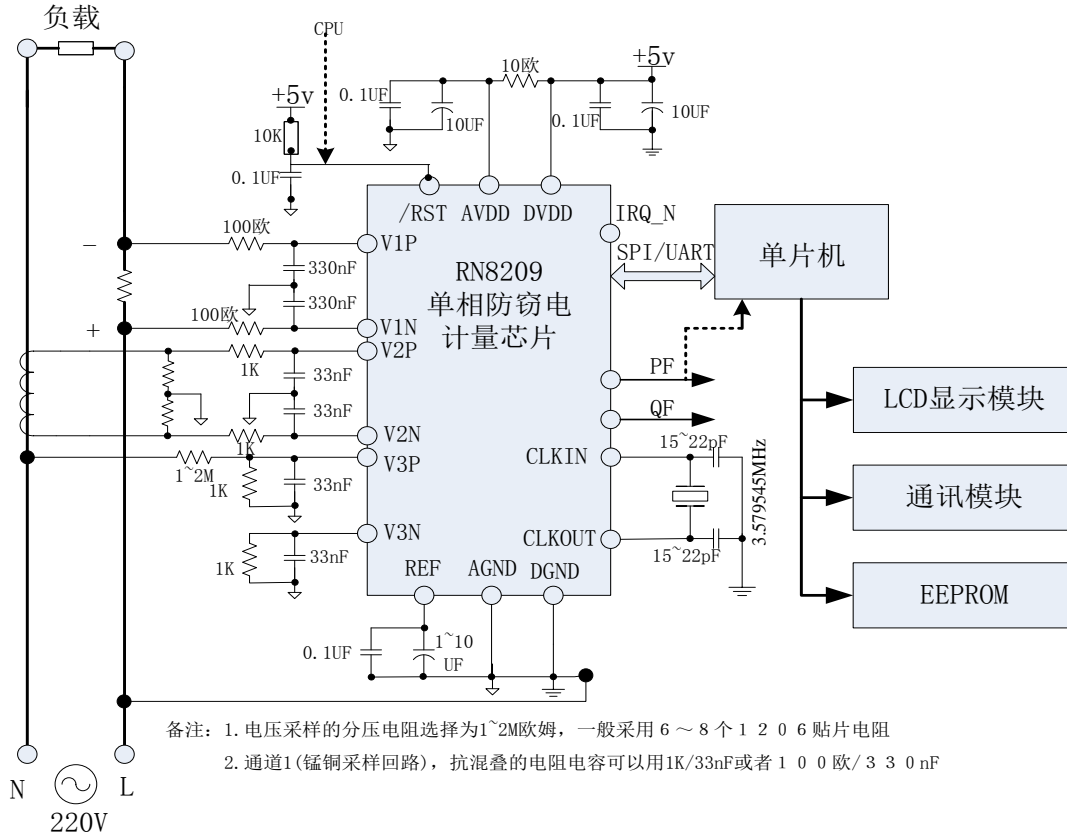 负载
CPU
+5v
10K
0.1UF
0.1UF
10UF
10欧
+5v
0.1UF
10UF
/RST
AVDD
DVDD
IRQ_N
SPI/UART
单片机
−
100欧
V1P
330nF
330nF
RN8209
单相防窃电
计量芯片
+
100欧
V1N
V2P
1K
33nF
33nF
PF
QF
LCD显示模块
1K
V2N
1~2M
V3P
1K
33nF
CLKIN
15~22pF
3.579545MHz
通讯模块
V3N
1K
33nF
CLKOUT
15~22pF
REF
AGND
DGND
EEPROM
0.1UF
1~10
UF
备注：1.电压采样的分压电阻选择为1~2M欧姆，一般采用６～８个１２０６贴片电阻
2.通道1(锰铜采样回路)，抗混叠的电阻电容可以用1K/33nF或者１００欧/３３０nF
N
L
220V